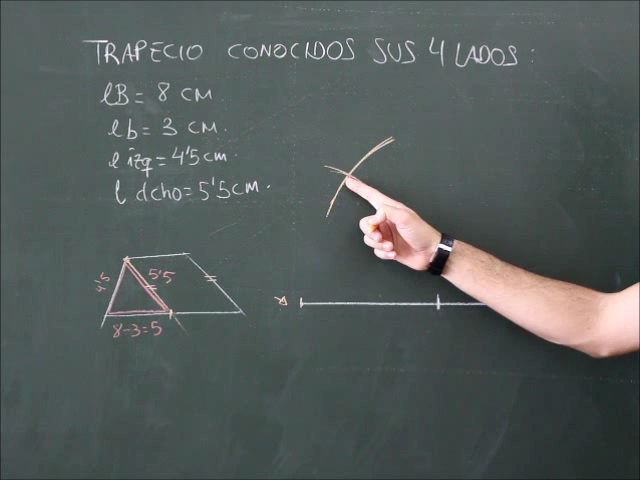 TRAPECIO CONOCIDOS SUS 4 LADOS:
lB = 8 CM
lb = 3 CM.
l izq = 4'5 cm.
l dcho = 5'5 cm.
4'5
5'5
8-3=5